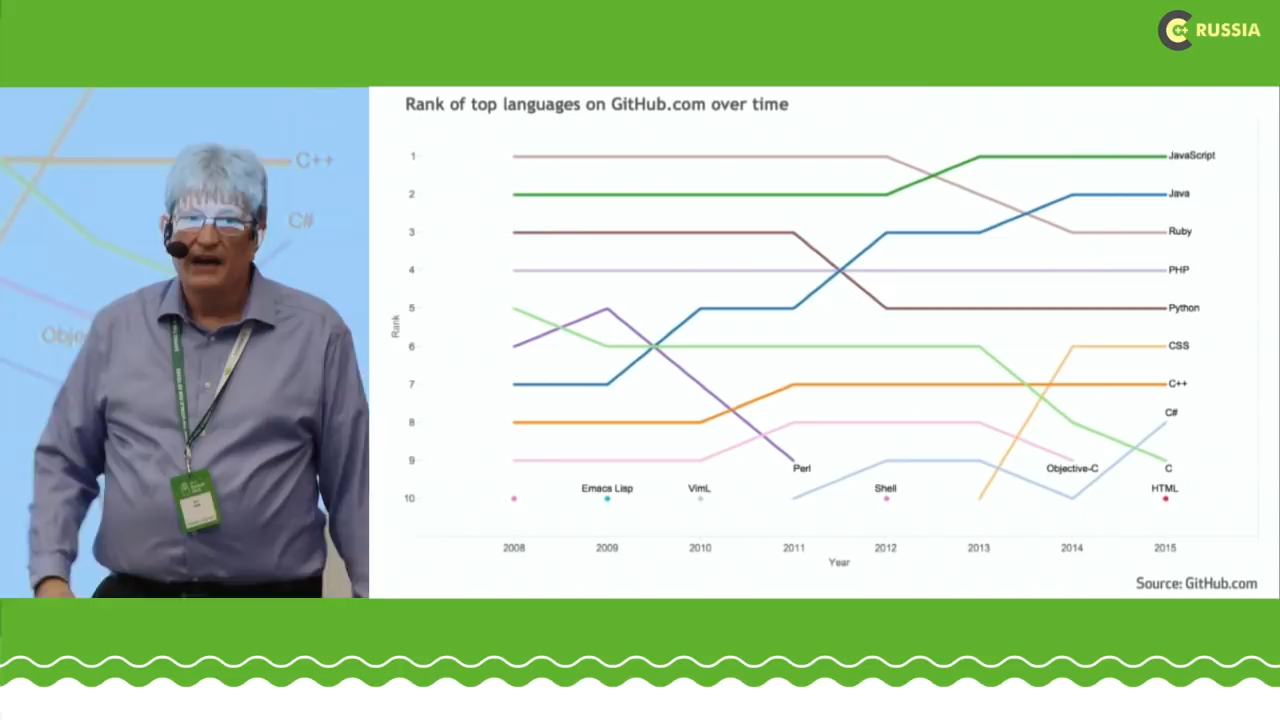 C++ RUSSIA
C++
C#
Obje
Rank of top languages on GitHub.com over time
1
2
3
4
5
6
7
8
9
10
Rank
JavaScript
Java
Ruby
PHP
Python
CSS
C++
C#
Perl
Objective-C
C
Emacs Lisp
VimL
Shell
HTML
2008
2009
2010
2011
2012
2013
2014
2015
Year
Source: GitHub.com